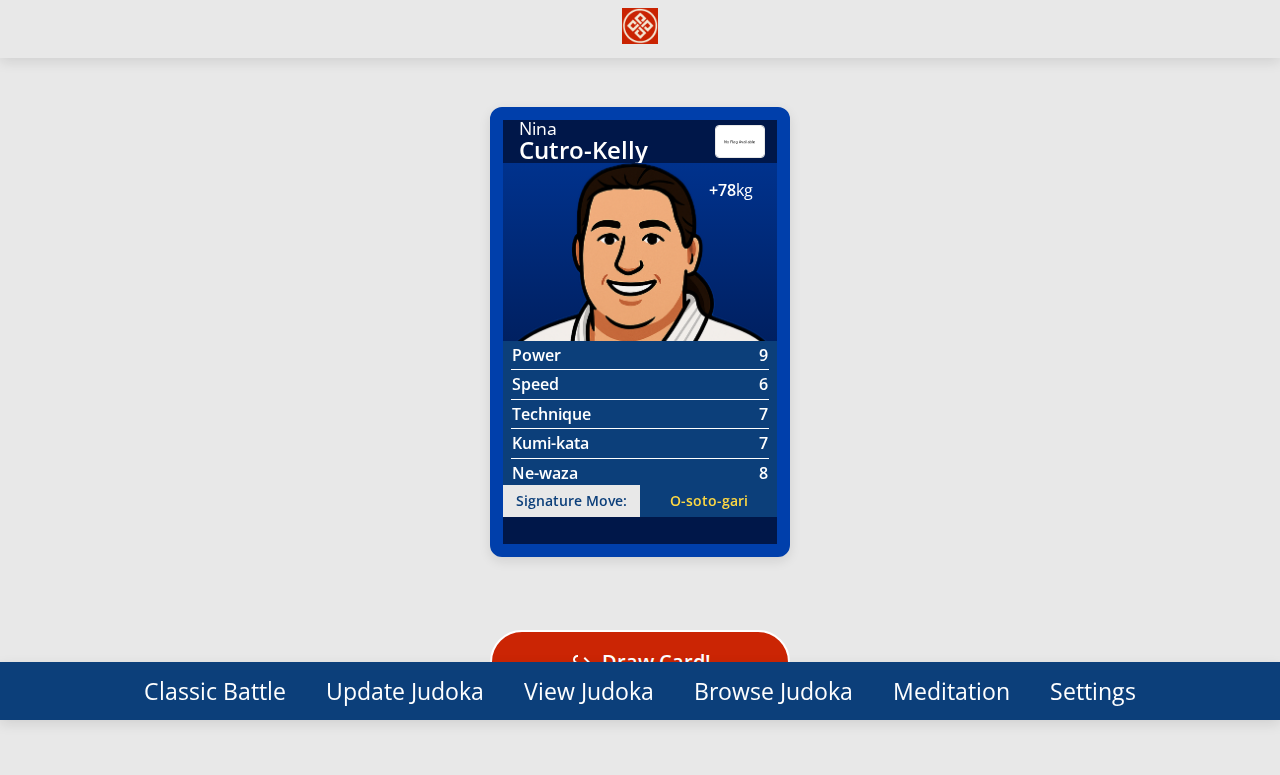 Nina
Cutro-Kelly
No Flag Available
+78kg
Power 9
Speed 6
Technique 7
Kumi-kata 7
Ne-waza 8
Signature Move: O-soto-gari
Draw Card!
Classic Battle Update Judoka View Judoka Browse Judoka Meditation Settings